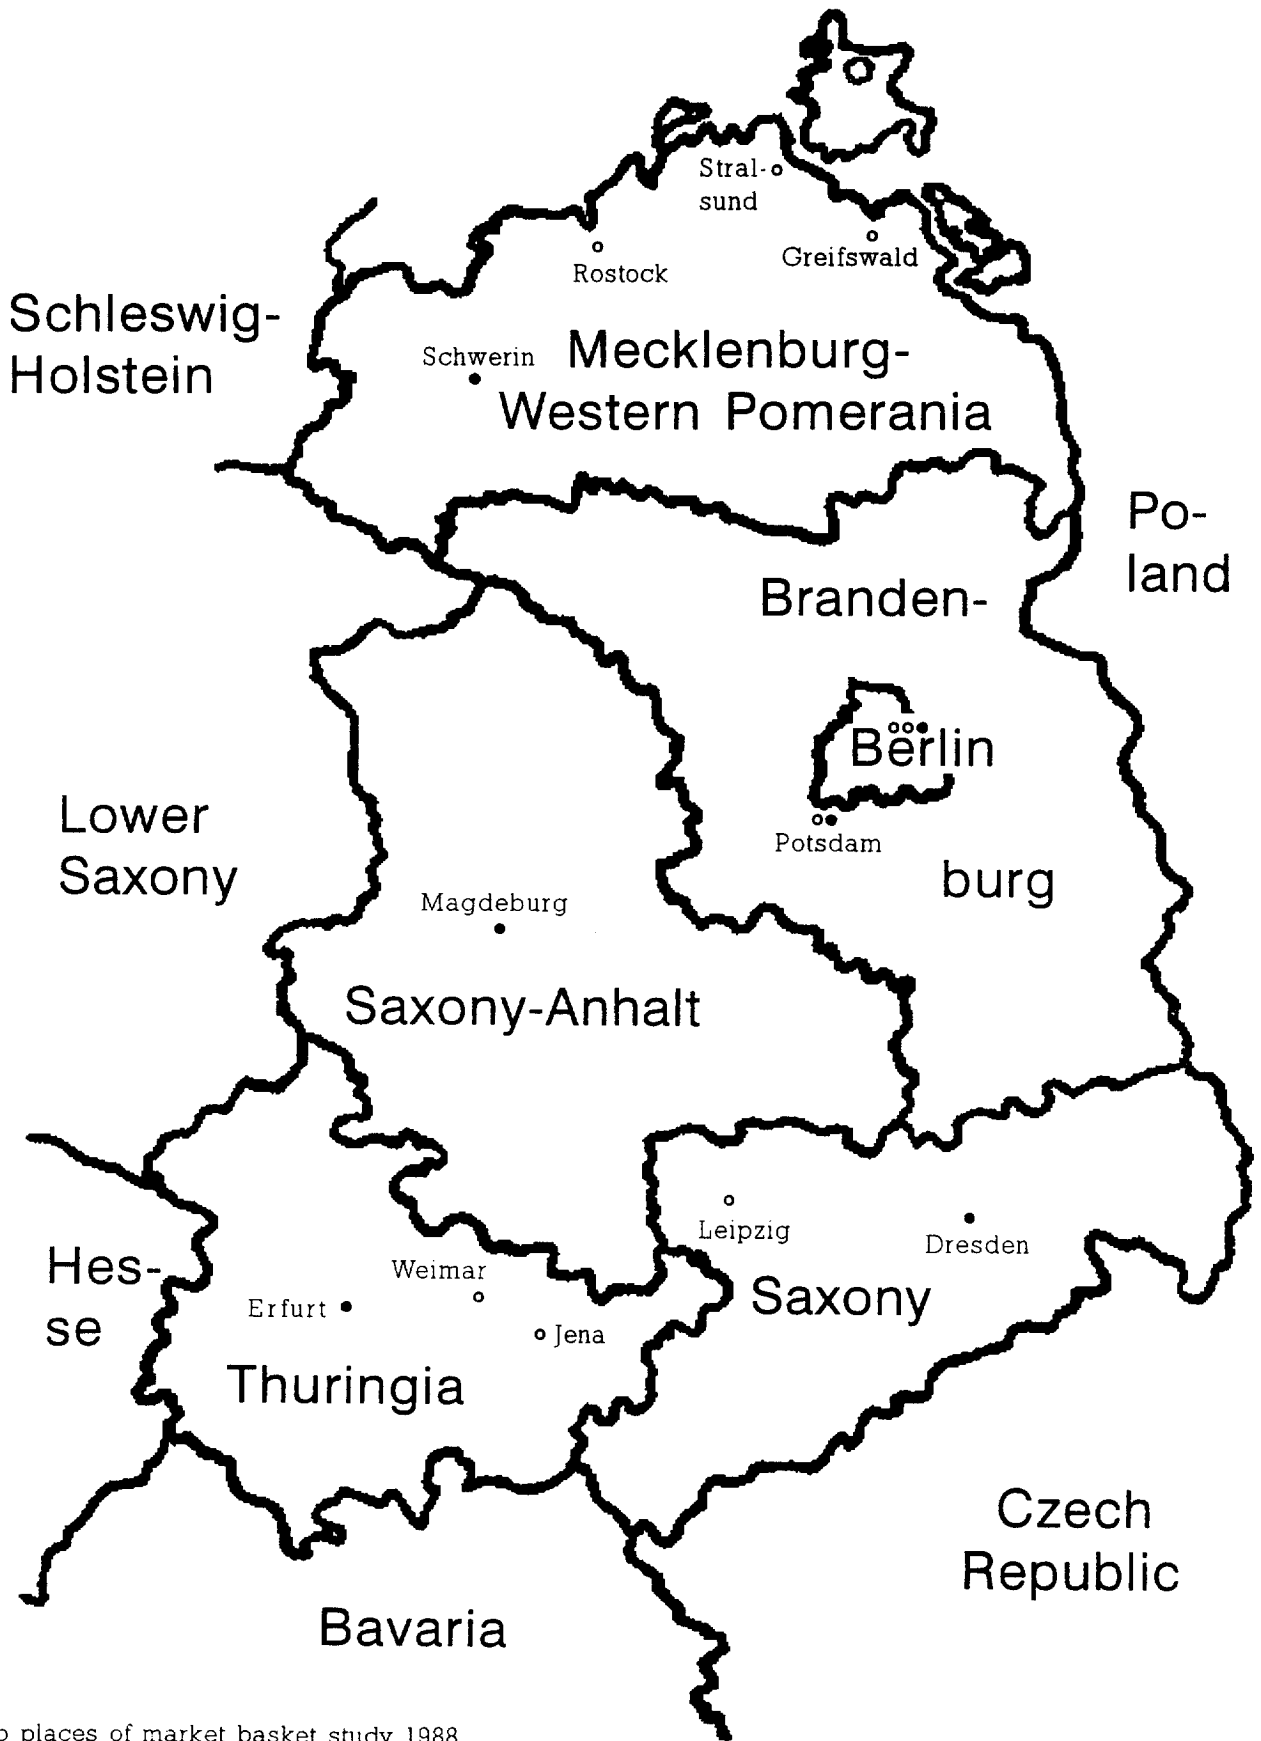 Stral-
sund
Greifswald
Rostock
Schleswig-
Holstein
Schwerin
Mecklenburg-
Western Pomerania
Po-
land
Branden-
Berlin
Potsdam
burg
Lower
Saxony
Magdeburg
Saxony-Anhalt
Leipzig
Dresden
Hes-
se
Weimar
Erfurt
Jena
Saxony
Thuringia
Czech
Republic
Bavaria
places of market basket study 1988